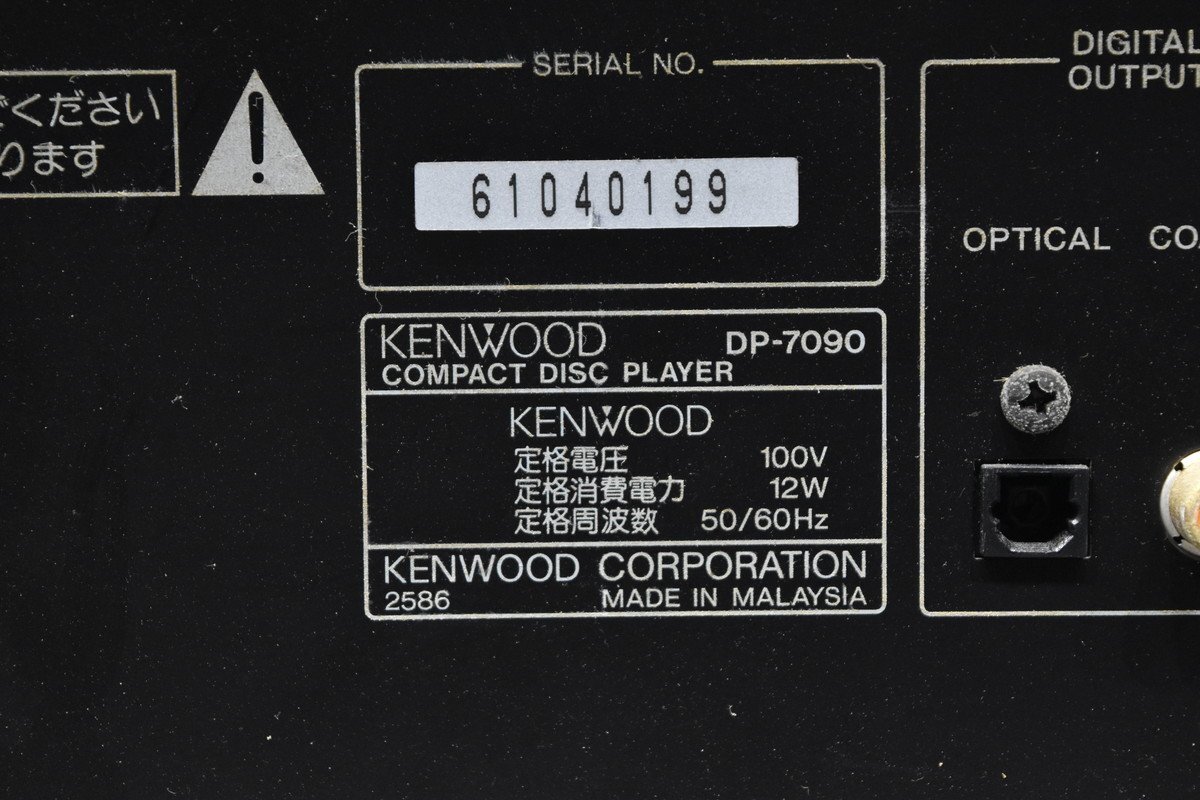 ください
ります
SERIAL NO.
61040199
KENWOOD DP-7090
COMPACT DISC PLAYER
KENWOOD
定格電圧 100V
定格消費電力 12W
定格周波数 50/60Hz
KENWOOD CORPORATION
2586 MADE IN MALAYSIA
DIGITAL
OUTPUT
OPTICAL